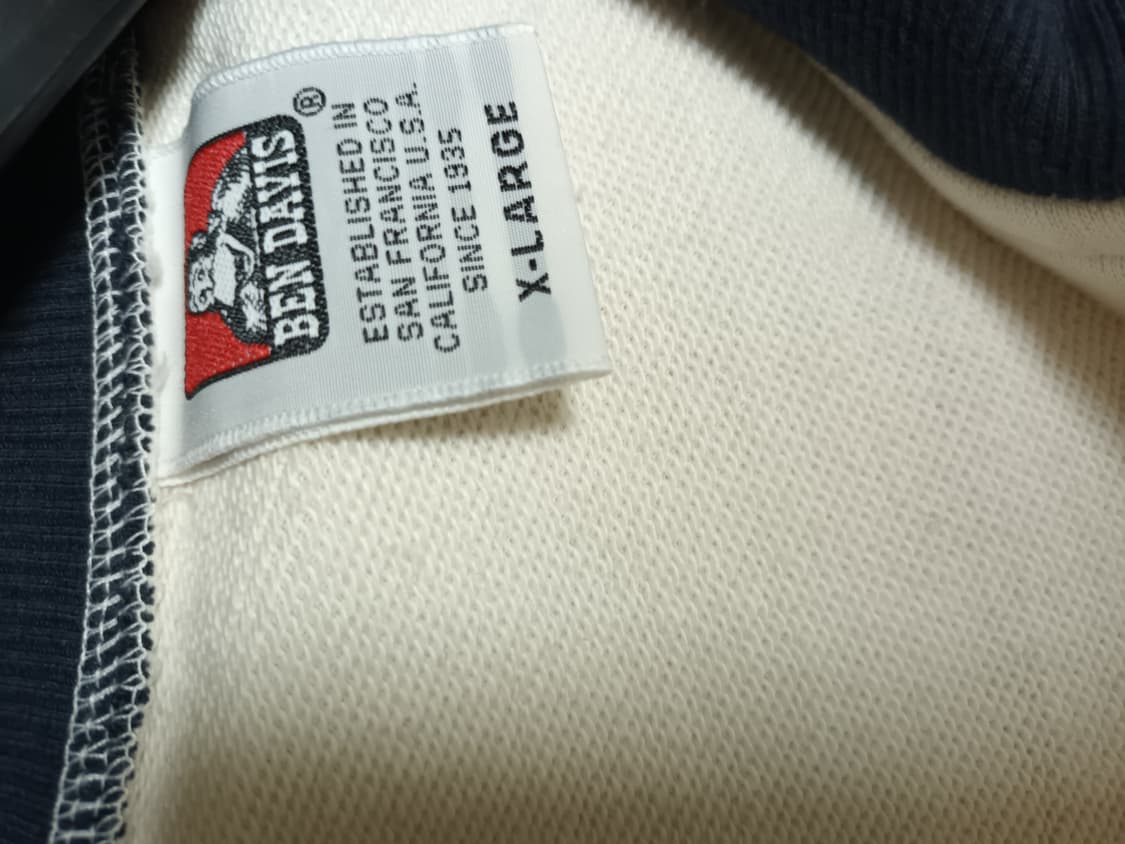 BEN DAVIS ®
ESTABLISHED IN
SAN FRANCISCO
CALIFORNIA U.S.A.
SINCE 1935
X-LARGE